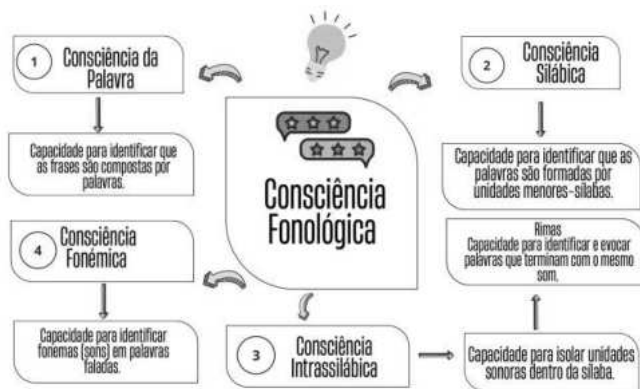 1
Consciência da
Palavra
Capacidade para identificar que
as frases são compostas por
palavras.
2
Consciência
Silábica
Capacidade para identificar que as
palavras são formadas por
unidades menores-sílabas.
Consciência
Fonológica
4
Consciência
Fonémica
Capacidade para identificar
fonemas (sons) em palavras
faladas.
3
Consciência
Intrassilábica
Capacidade para isolar unidades
sonoras dentro da sílaba.
Rimas
Capacidade para identificar e evocar
palavras que terminam com o mesmo
som.